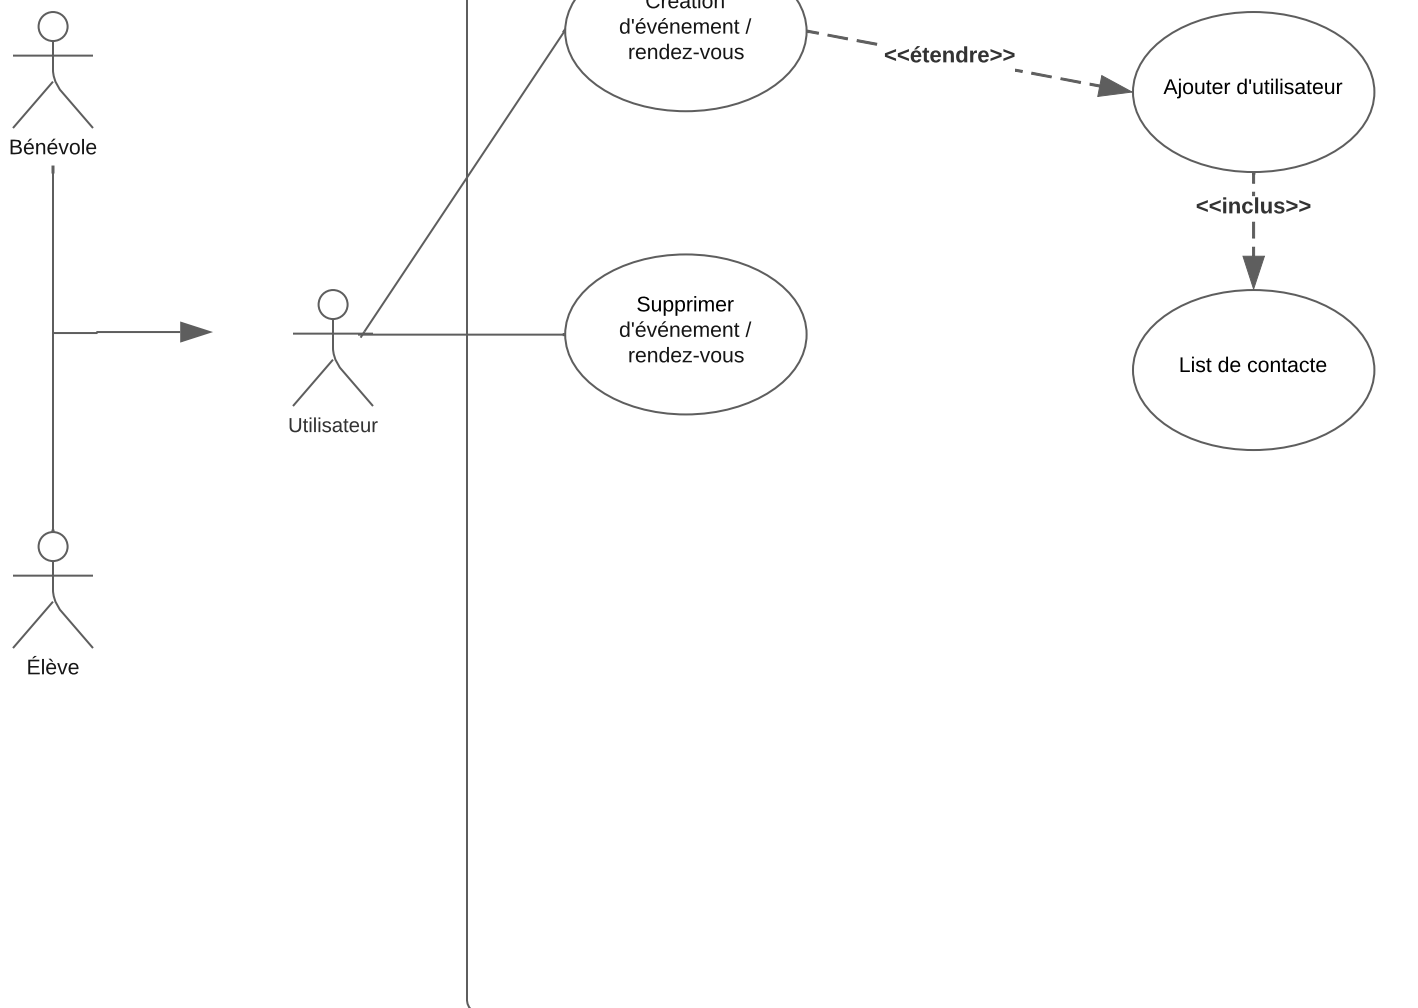 Création
d'événement /
rendez-vous
<<étendre>>
Ajouter d'utilisateur
Bénévole
<<inclus>>
Supprimer
d'événement /
rendez-vous
List de contacte
Utilisateur
Élève